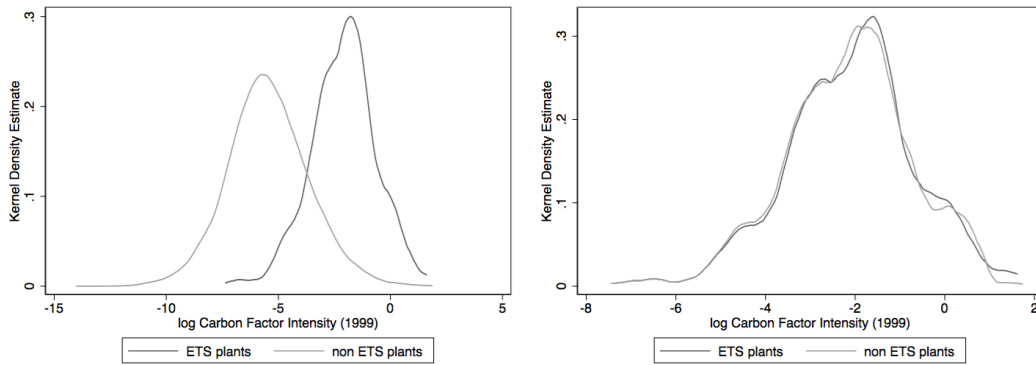 Kernel Density Estimate
.3
.2
.1
0
-15
-10
-5
0
5
log Carbon Factor Intensity (1999)
ETS plants
non ETS plants
Kernel Density Estimate
.3
.2
.1
0
-8
-6
-4
-2
0
2
log Carbon Factor Intensity (1999)
ETS plants
non ETS plants